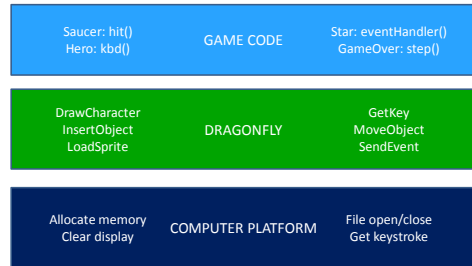 Saucer: hit()
Hero: kbd()
GAME CODE
Star: eventHandler()
GameOver: step()
DrawCharacter
InsertObject
LoadSprite
DRAGONFLY
GetKey
MoveObject
SendEvent
Allocate memory
Clear display
COMPUTER PLATFORM
File open/close
Get keystroke